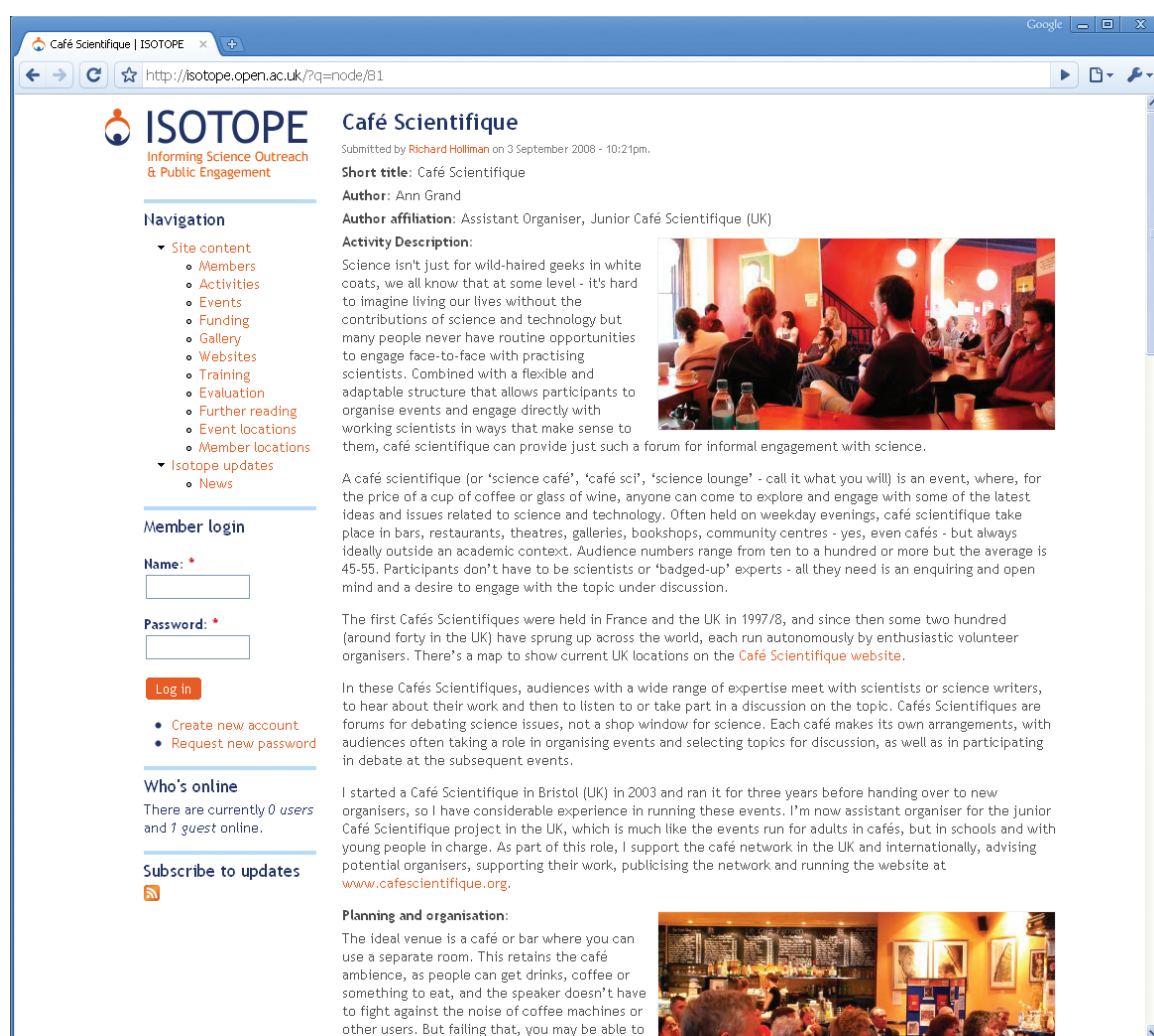 Google
Café Scientifique | ISOTOPE
http://isotope.open.ac.uk/?q=node/81
ISOTOPE
Informing Science Outreach
& Public Engagement
Navigation
Site content
Members
Activities
Events
Funding
Gallery
Websites
Training
Evaluation
Further reading
Event locations
Member locations
Isotope updates
News
Member login
Name: *
Password: *
Log in
Create new account
Request new password
Who's online
There are currently 0 users
and 1 guest online.
Subscribe to updates
Café Scientifique
Submitted by Richard Holliman on 3 September 2008 - 10:21pm.
Short title: Café Scientifique
Author: Ann Grand
Author affiliation: Assistant Organiser, Junior Café Scientifique (UK)
Activity Description:
Science isn't just for wild-haired geeks in white
coats, we all know that at some level - it's hard
to imagine living our lives without the
contributions of science and technology but
many people never have routine opportunities
to engage face-to-face with practising
scientists. Combined with a flexible and
adaptable structure that allows participants to
organise events and engage directly with
working scientists in ways that make sense to
them, café scientifique can provide just such a forum for informal engagement with science.
A café scientifique (or ‘science café’, ‘café sci’, ‘science lounge’ - call it what you will) is an event, where, for
the price of a cup of coffee or glass of wine, anyone can come to explore and engage with some of the latest
ideas and issues related to science and technology. Often held on weekday evenings, café scientifique take
place in bars, restaurants, theatres, galleries, bookshops, community centres - yes, even cafés - but always
ideally outside an academic context. Audience numbers range from ten to a hundred or more but the average is
45-55. Participants don’t have to be scientists or ‘badged-up’ experts - all they need is an enquiring and open
mind and a desire to engage with the topic under discussion.
The first Cafés Scientifiques were held in France and the UK in 1997/8, and since then some two hundred
(around forty in the UK) have sprung up across the world, each run autonomously by enthusiastic volunteer
organisers. There’s a map to show current UK locations on the Café Scientifique website.
In these Cafés Scientifiques, audiences with a wide range of expertise meet with scientists or science writers,
to hear about their work and then to listen to or take part in a discussion on the topic. Cafés Scientifiques are
forums for debating science issues, not a shop window for science. Each café makes its own arrangements, with
audiences often taking a role in organising events and selecting topics for discussion, as well as in participating
in debate at the subsequent events.
I started a Café Scientifique in Bristol (UK) in 2003 and ran it for three years before handing over to new
organisers, so I have considerable experience in running these events. I’m now assistant organiser for the junior
Café Scientifique project in the UK, which is much like the events run for adults in cafés, but in schools and with
young people in charge. As part of this role, I support the café network in the UK and internationally, advising
potential organisers, supporting their work, publicising the network and running the website at
www.cafescientifique.org.
Planning and organisation:
The ideal venue is a café or bar where you can
use a separate room. This retains the café
ambience, as people can get drinks, coffee or
something to eat, and the speaker doesn’t have
to fight against the noise of coffee machines or
other users. But failing that, you may be able to